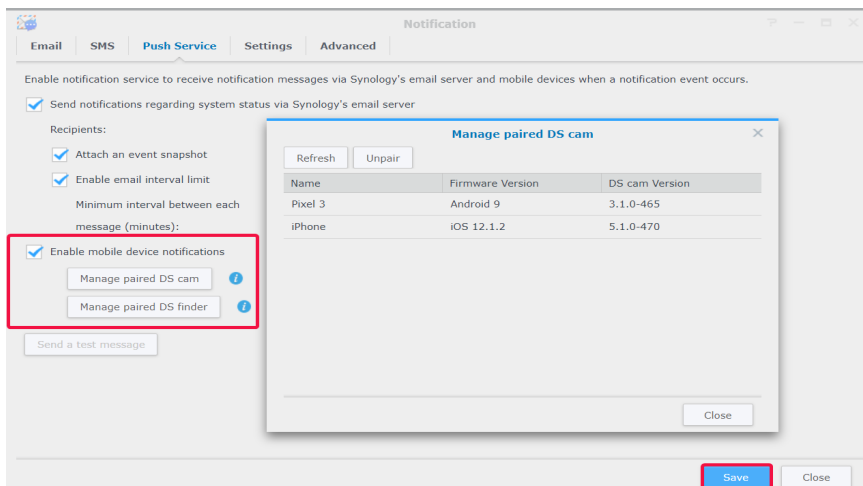 Notification
Email SMS Push Service Settings Advanced
Enable notification service to receive notification messages via Synology's email server and mobile devices when a notification event occurs.
Send notifications regarding system status via Synology's email server
Recipients:
Attach an event snapshot
Enable email interval limit
Minimum interval between each
message (minutes):
Enable mobile device notifications
Manage paired DS cam
Manage paired DS finder
Send a test message
Manage paired DS cam
Refresh Unpair
Name Firmware Version DS cam Version
Pixel 3 Android 9 3.1.0-465
iPhone iOS 12.1.2 5.1.0-470
Close
Save Close